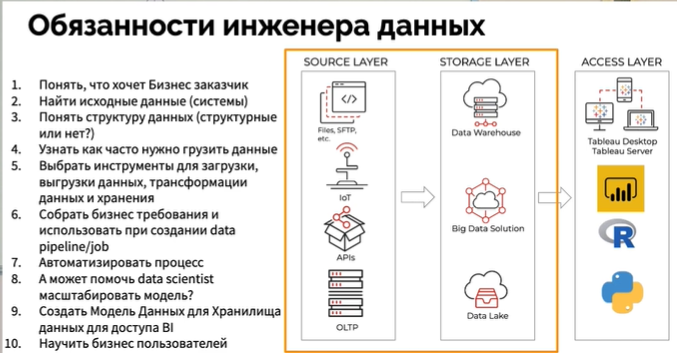 Обязанности инженера данных
1. Понять, что хочет Бизнес заказчик
2. Найти исходные данные (системы)
3. Понять структуру данных (структурные
или нет?)
4. Узнать как часто нужно грузить данные
5. Выбрать инструменты для загрузки,
выгрузки данных, трансформации
данных и хранения
6. Собрать бизнес требования и
использовать при создании data
pipeline/job
7. Автоматизировать процесс
8. А может помочь data scientist
масштабировать модель?
9. Создать Модель Данных для Хранилища
данных для доступа BI
10. Научить бизнес пользователей
SOURCE LAYER
Files, SFTP,
etc.
IoT
APIs
OLTP
STORAGE LAYER
Data Warehouse
Big Data Solution
Data Lake
ACCESS LAYER
Tableau Desktop
Tableau Server
R